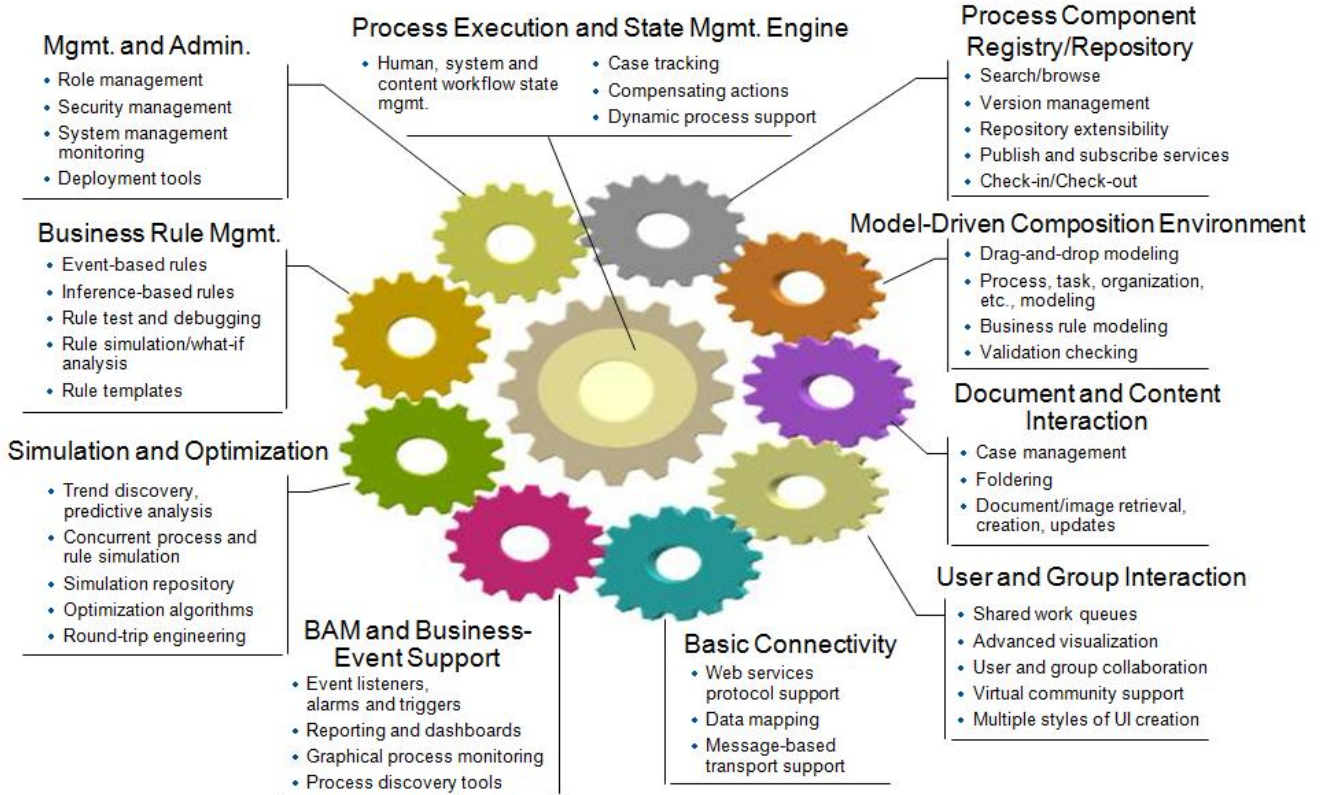 Process Execution and State Mgmt. Engine
• Human, system and
content workflow state
mgmt.
• Case tracking
• Compensating actions
• Dynamic process support
Process Component
Registry/Repository
• Search/browse
• Version management
• Repository extensibility
• Publish and subscribe services
• Check-in/Check-out
Model-Driven Composition Environment
• Drag-and-drop modeling
• Process, task, organization,
etc., modeling
• Business rule modeling
• Validation checking
Document and Content
Interaction
• Case management
• Foldering
• Document/image retrieval,
creation, updates
User and Group Interaction
• Shared work queues
• Advanced visualization
• User and group collaboration
• Virtual community support
• Multiple styles of UI creation
Basic Connectivity
• Web services
protocol support
• Data mapping
• Message-based
transport support
BAM and Business-
Event Support
• Event listeners,
alarms and triggers
• Reporting and dashboards
• Graphical process monitoring
• Process discovery tools
Simulation and Optimization
• Trend discovery,
predictive analysis
• Concurrent process and
rule simulation
• Simulation repository
• Optimization algorithms
• Round-trip engineering
Business Rule Mgmt.
• Event-based rules
• Inference-based rules
• Rule test and debugging
• Rule simulation/what-if
analysis
• Rule templates
Mgmt. and Admin.
• Role management
• Security management
• System management
monitoring
• Deployment tools